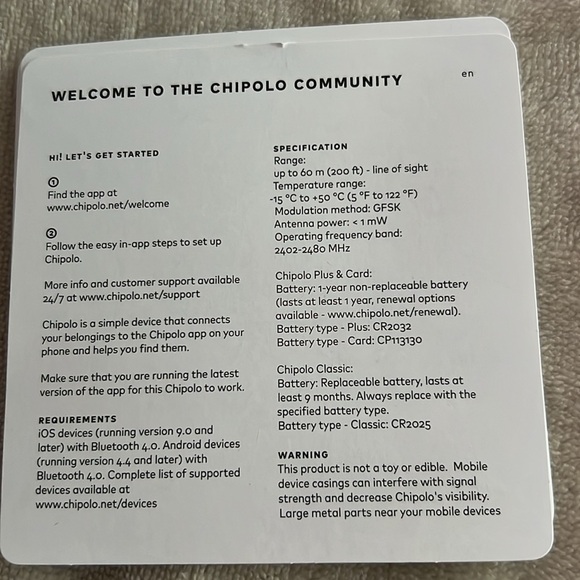 WELCOME TO THE CHIPOLO COMMUNITY
en
HI! LET'S GET STARTED
1
Find the app at
www.chipolo.net/welcome
2
Follow the easy in-app steps to set up
Chipolo.
More info and customer support available
24/7 at www.chipolo.net/support
Chipolo is a simple device that connects
your belongings to the Chipolo app on your
phone and helps you find them.
Make sure that you are running the latest
version of the app for this Chipolo to work.
REQUIREMENTS
iOS devices (running version 9.0 and
later) with Bluetooth 4.0. Android devices
(running version 4.4 and later) with
Bluetooth 4.0. Complete list of supported
devices available at
www.chipolo.net/devices
SPECIFICATION
Range:
up to 60 m (200 ft) - line of sight
Temperature range:
-15 °C to +50 °C (5 °F to 122 °F)
Modulation method: GFSK
Antenna power: < 1 mW
Operating frequency band:
2402-2480 MHz
Chipolo Plus & Card:
Battery: 1-year non-replaceable battery
(lasts at least 1 year, renewal options
available - www.chipolo.net/renewal).
Battery type - Plus: CR2032
Battery type - Card: CP113130
Chipolo Classic:
Battery: Replaceable battery, lasts at
least 9 months. Always replace with the
specified battery type.
Battery type - Classic: CR2025
WARNING
This product is not a toy or edible. Mobile
device casings can interfere with signal
strength and decrease Chipolo's visibility.
Large metal parts near your mobile devices